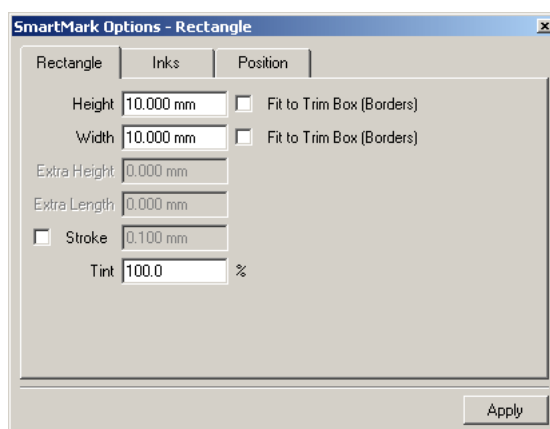 SmartMark Options - Rectangle
Rectangle Inks Position
Height 10.000 mm Fit to Trim Box (Borders)
Width 10.000 mm Fit to Trim Box (Borders)
Extra Height 0.000 mm
Extra Length 0.000 mm
Stroke 0.100 mm
Tint 100.0 %
Apply